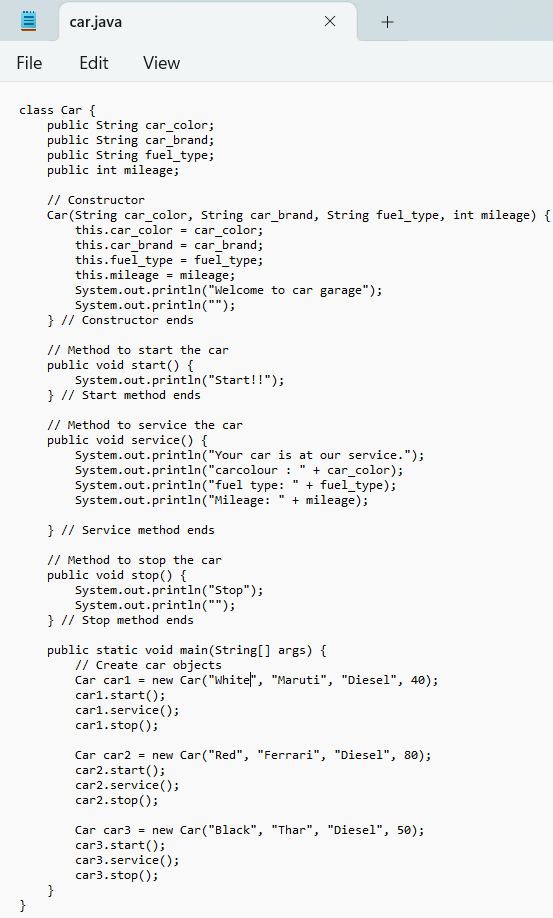 car.java
File Edit View
class Car {
    public String car_color;
    public String car_brand;
    public String fuel_type;
    public int mileage;

    // Constructor
    Car(String car_color, String car_brand, String fuel_type, int mileage) {
        this.car_color = car_color;
        this.car_brand = car_brand;
        this.fuel_type = fuel_type;
        this.mileage = mileage;
        System.out.println("Welcome to car garage");
        System.out.println("");
    } // Constructor ends

    // Method to start the car
    public void start() {
        System.out.println("Start!!");
    } // Start method ends

    // Method to service the car
    public void service() {
        System.out.println("Your car is at our service.");
        System.out.println("carcolour : " + car_color);
        System.out.println("fuel type: " + fuel_type);
        System.out.println("Mileage: " + mileage);

    } // Service method ends

    // Method to stop the car
    public void stop() {
        System.out.println("Stop");
        System.out.println("");
    } // Stop method ends

    public static void main(String[] args) {
        // Create car objects
        Car car1 = new Car("White", "Maruti", "Diesel", 40);
        car1.start();
        car1.service();
        car1.stop();

        Car car2 = new Car("Red", "Ferrari", "Diesel", 80);
        car2.start();
        car2.service();
        car2.stop();

        Car car3 = new Car("Black", "Thar", "Diesel", 50);
        car3.start();
        car3.service();
        car3.stop();
    }
}